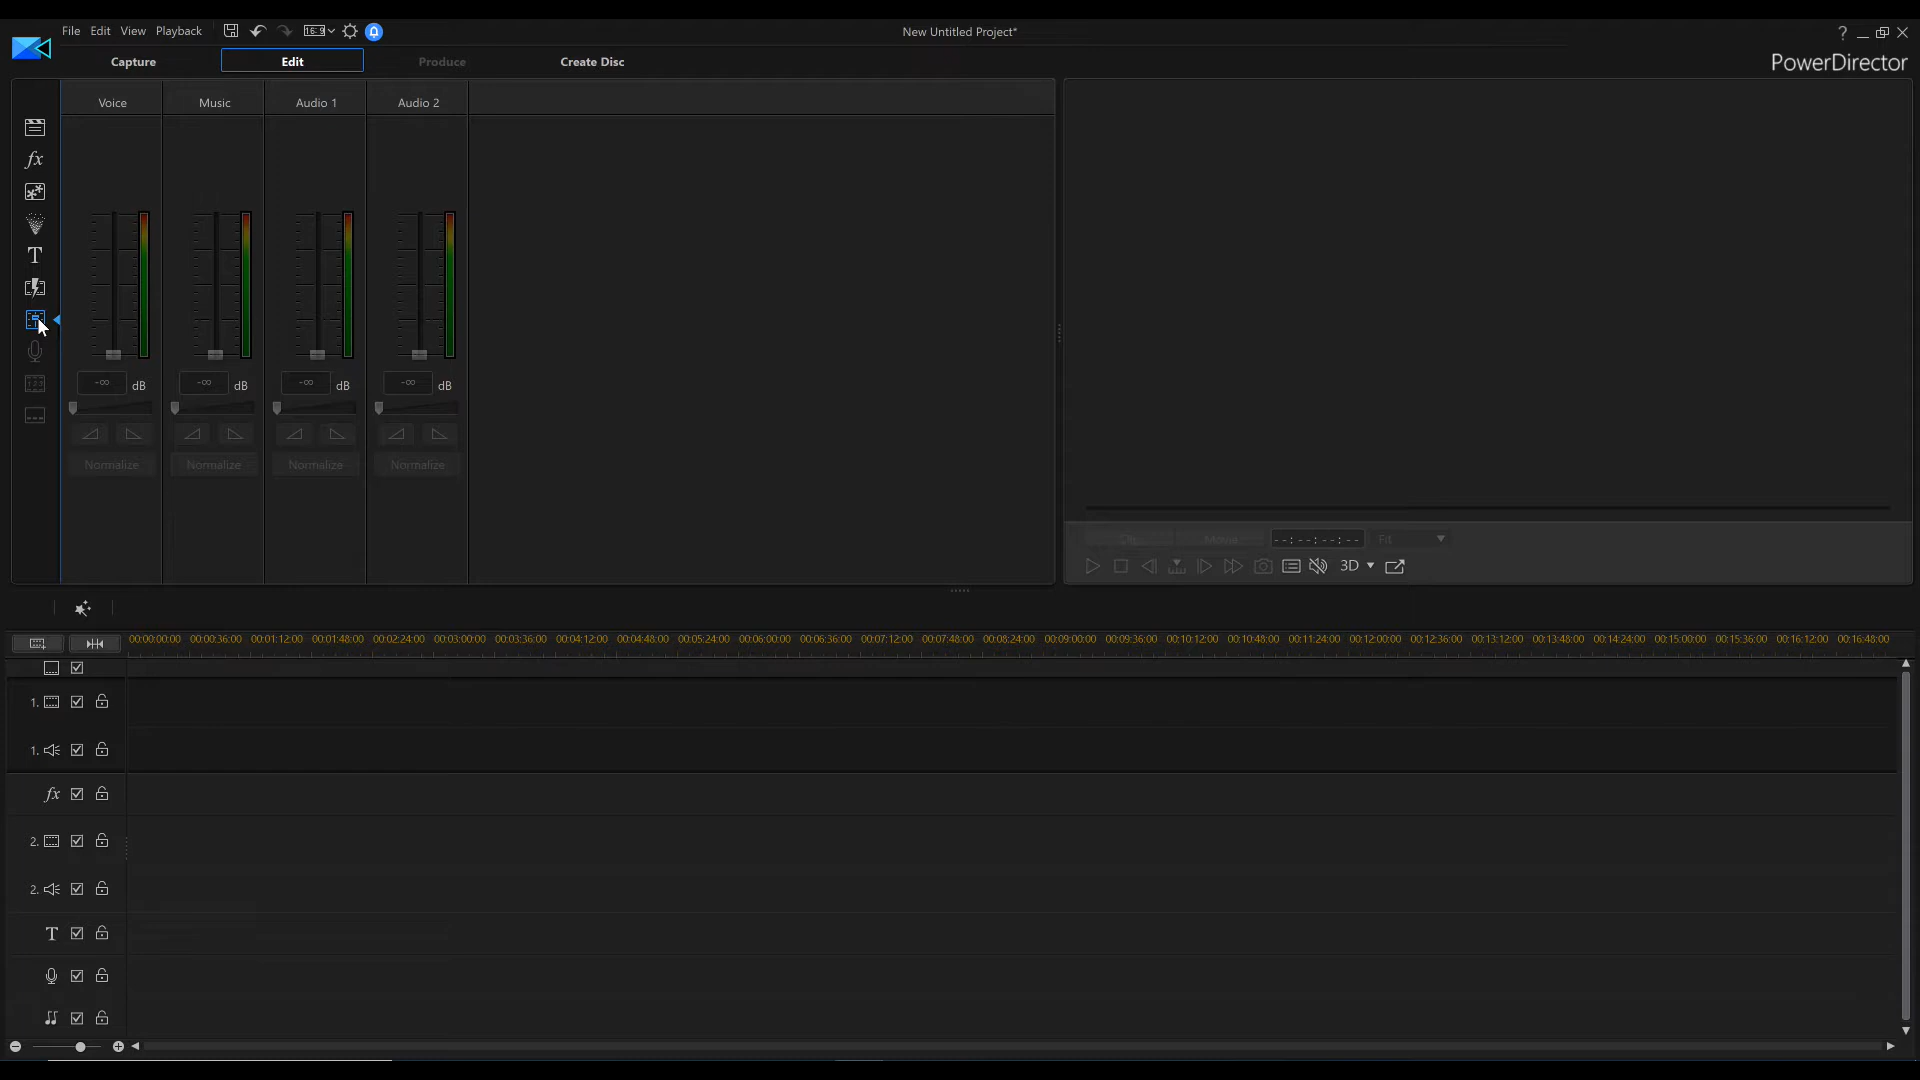 File Edit View Playback 16:9 New Untitled Project* ?
Capture Edit Produce Create Disc PowerDirector
Voice Music Audio 1 Audio 2
fx
T
-∞ dB -∞ dB -∞ dB -∞ dB
Normalize Normalize Normalize Normalize
Clip Movie --:--:--:-- Fit
3D
00:00:00:00 00:00:36:00 00:01:12:00 00:01:48:00 00:02:24:00 00:03:00:00 00:03:36:00 00:04:12:00 00:04:48:00 00:05:24:00 00:06:00:00 00:06:36:00 00:07:12:00 00:07:48:00 00:08:24:00 00:09:00:00 00:09:36:00 00:10:12:00 00:10:48:00 00:11:24:00 00:12:00:00 00:12:36:00 00:13:12:00 00:13:48:00 00:14:24:00 00:15:00:00 00:15:36:00 00:16:12:00 00:16:48:00
1.
1.
fx
2.
2.
T